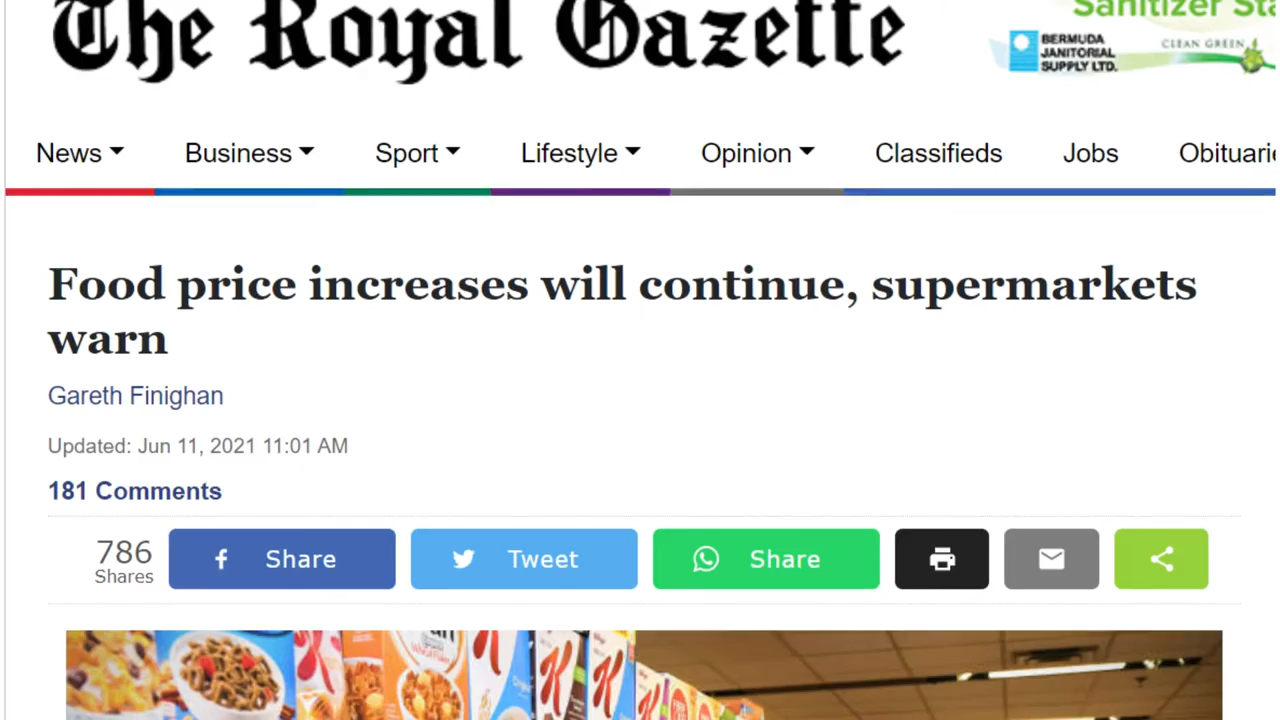 The Royal Gazette
Sanitizer
BERMUDA
JANITORIAL
SUPPLY LTD.
CLEAN GREEN
News Business Sport Lifestyle Opinion Classifieds Jobs
Food price increases will continue, supermarkets
warn
Gareth Finighan
Updated: Jun 11, 2021 11:01 AM
181 Comments
786
Shares
Share Tweet Share
K
K